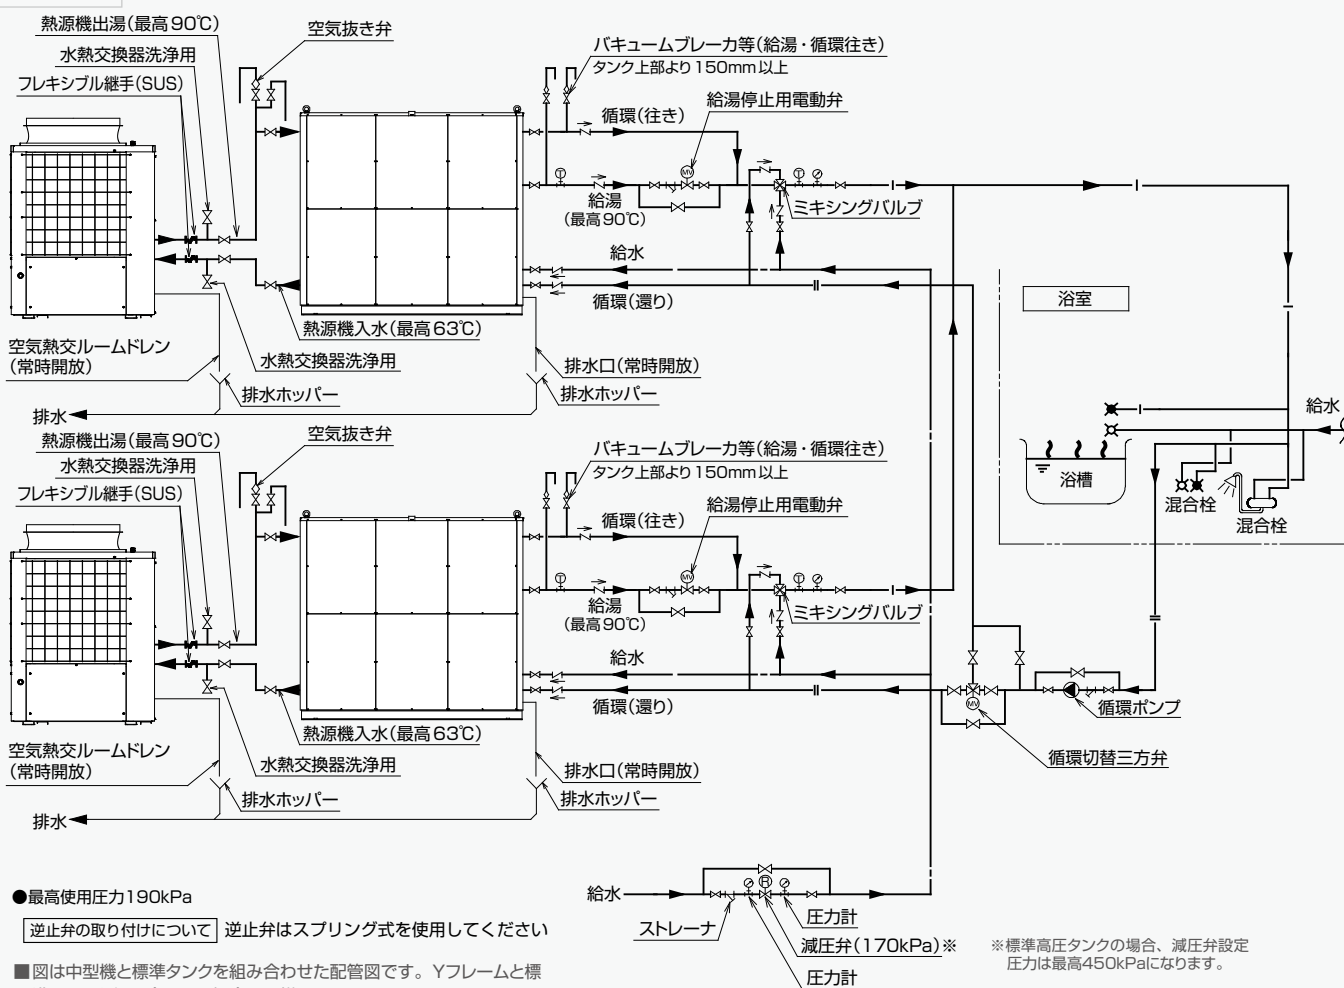 熱源機出湯(最高90℃)
水熱交換器洗浄用
フレキシブル継手(SUS)
空気抜き弁
バキュームブレーカ等(給湯・循環往き)
タンク上部より150mm以上
給湯停止用電動弁
循環(往き)
T
MV
T
給湯
(最高90℃)
ミキシングバルブ
給水
循環(還り)
熱源機入水(最高63℃)
空気熱交ルームドレン
(常時開放)
水熱交換器洗浄用
排水口(常時開放)
排水ホッパー
排水ホッパー
排水
浴室
給水
浴槽
混合栓
混合栓
熱源機出湯(最高90℃)
水熱交換器洗浄用
フレキシブル継手(SUS)
空気抜き弁
バキュームブレーカ等(給湯・循環往き)
タンク上部より150mm以上
給湯停止用電動弁
循環(往き)
T
MV
T
給湯
(最高90℃)
ミキシングバルブ
給水
循環(還り)
熱源機入水(最高63℃)
空気熱交ルームドレン
(常時開放)
水熱交換器洗浄用
排水口(常時開放)
排水ホッパー
排水ホッパー
排水
MV
循環ポンプ
循環切替三方弁
給水
R
ストレーナ
圧力計
減圧弁(170kPa)※
圧力計
※標準高圧タンクの場合、減圧弁設定
圧力は最高450kPaになります。
●最高使用圧力190kPa
逆止弁の取り付けについて 逆止弁はスプリング式を使用してください
■図は中型機と標準タンクを組み合わせた配管図です。Yフレームと標